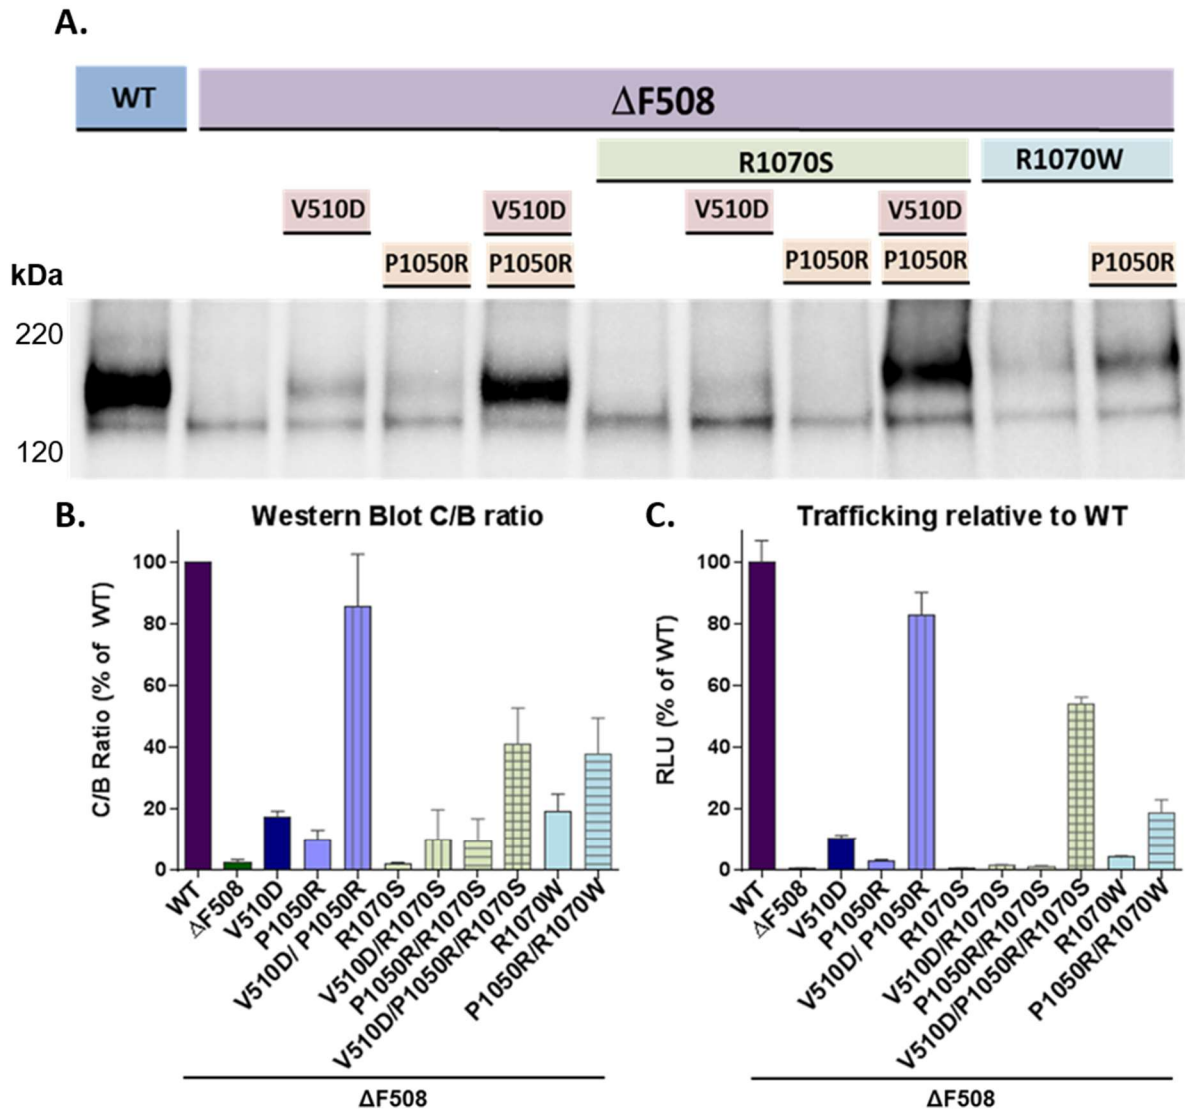 A.
WT
ΔF508
R1070S
R1070W
V510D
V510D
V510D
V510D
P1050R
P1050R
P1050R
P1050R
P1050R
kDa
220
120
B.
Western Blot C/B ratio
C/B Ratio (% of WT)
100
80
60
40
20
0
WT
ΔF508
V510D
P1050R
V510D/ P1050R
R1070S
V510D/R1070S
P1050R/R1070S
V510D/P1050R/R1070S
R1070W
P1050R/R1070W
ΔF508
C.
Trafficking relative to WT
RLU (% of WT)
100
80
60
40
20
0
WT
ΔF508
V510D
P1050R
V510D/ P1050R
R1070S
V510D/R1070S
P1050R/R1070S
V510D/P1050R/R1070S
R1070W
P1050R/R1070W
ΔF508